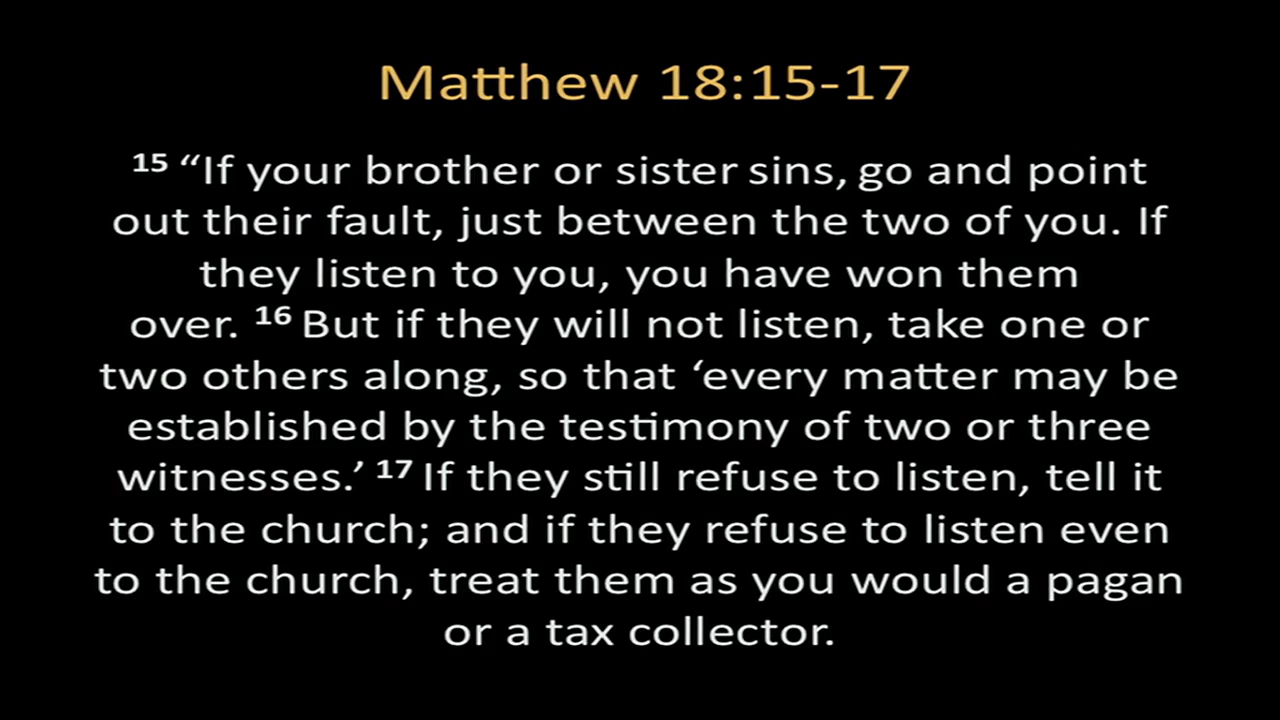 Matthew 18:15-17
15 “If your brother or sister sins, go and point
out their fault, just between the two of you. If
they listen to you, you have won them
over. 16 But if they will not listen, take one or
two others along, so that ‘every matter may be
established by the testimony of two or three
witnesses.’ 17 If they still refuse to listen, tell it
to the church; and if they refuse to listen even
to the church, treat them as you would a pagan
or a tax collector.